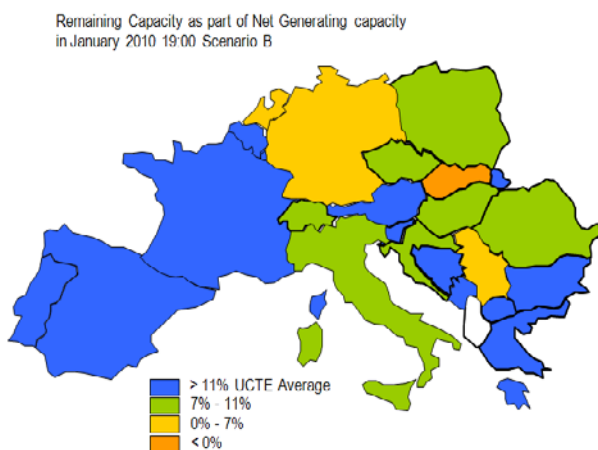 Remaining Capacity as part of Net Generating capacity
in January 2010 19:00 Scenario B
> 11% UCTE Average
7% - 11%
0% - 7%
< 0%